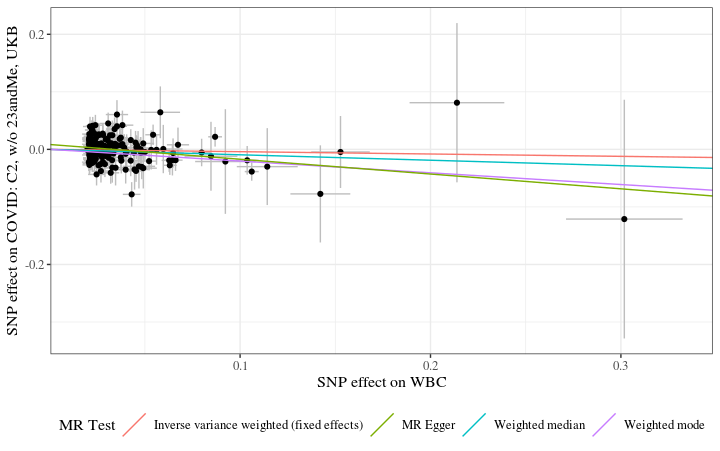 SNP effect on COVID: C2, w/o 23andMe, UKB
0.2
0.0
-0.2
0.1 0.2 0.3
SNP effect on WBC
MR Test Inverse variance weighted (fixed effects) MR Egger Weighted median Weighted mode